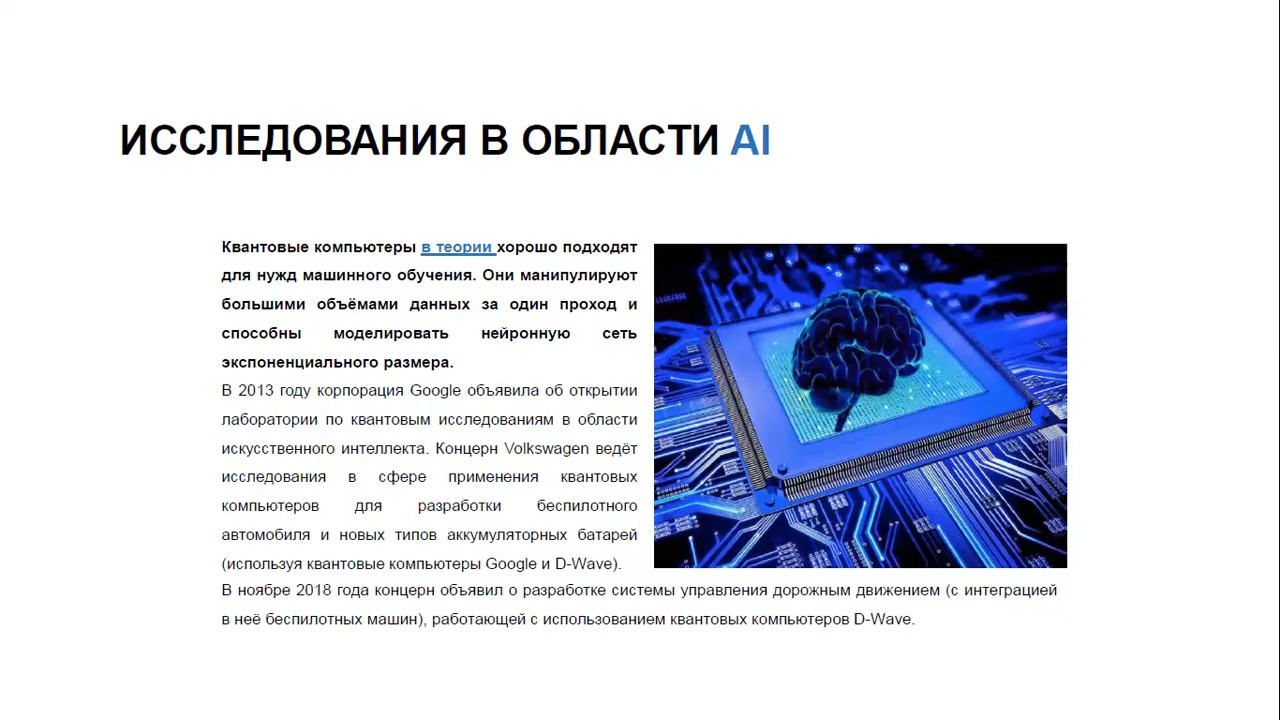 ИССЛЕДОВАНИЯ В ОБЛАСТИ AI
Квантовые компьютеры в теории хорошо подходят
для нужд машинного обучения. Они манипулируют
большими объёмами данных за один проход и
способны моделировать нейронную сеть
экспоненциального размера.
В 2013 году корпорация Google объявила об открытии
лаборатории по квантовым исследованиям в области
искусственного интеллекта. Концерн Volkswagen ведёт
исследования в сфере применения квантовых
компьютеров для разработки беспилотного
автомобиля и новых типов аккумуляторных батарей
(используя квантовые компьютеры Google и D-Wave).
В ноябре 2018 года концерн объявил о разработке системы управления дорожным движением (с интеграцией
в неё беспилотных машин), работающей с использованием квантовых компьютеров D-Wave.